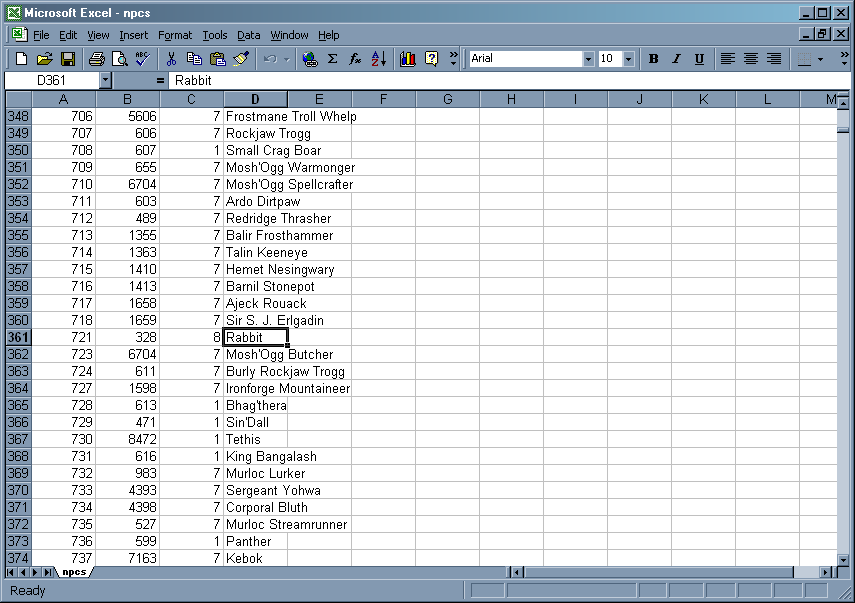 Microsoft Excel - npcs
File Edit View Insert Format Tools Data Window Help
ABC Σ fx A Z ? » Arial 10 B I U »
D361 = Rabbit
A B C D E F G H I J K L M
348 706 5606 7 Frostmane Troll Whelp
349 707 606 7 Rockjaw Trogg
350 708 607 1 Small Crag Boar
351 709 655 7 Mosh'Ogg Warmonger
352 710 6704 7 Mosh'Ogg Spellcrafter
353 711 603 7 Ardo Dirtpaw
354 712 489 7 Redridge Thrasher
355 713 1355 7 Balir Frosthammer
356 714 1363 7 Talin Keeneye
357 715 1410 7 Hemet Nesingwary
358 716 1413 7 Barnil Stonepot
359 717 1658 7 Ajeck Rouack
360 718 1659 7 Sir S. J. Erlgadin
361 721 328 8 Rabbit
362 723 6704 7 Mosh'Ogg Butcher
363 724 611 7 Burly Rockjaw Trogg
364 727 1598 7 Ironforge Mountaineer
365 728 613 1 Bhag'thera
366 729 471 1 Sin'Dall
367 730 8472 1 Tethis
368 731 616 1 King Bangalash
369 732 983 7 Murloc Lurker
370 733 4393 7 Sergeant Yohwa
371 734 4398 7 Corporal Bluth
372 735 527 7 Murloc Streamrunner
373 736 599 1 Panther
374 737 7163 7 Kebok
npcs
Ready